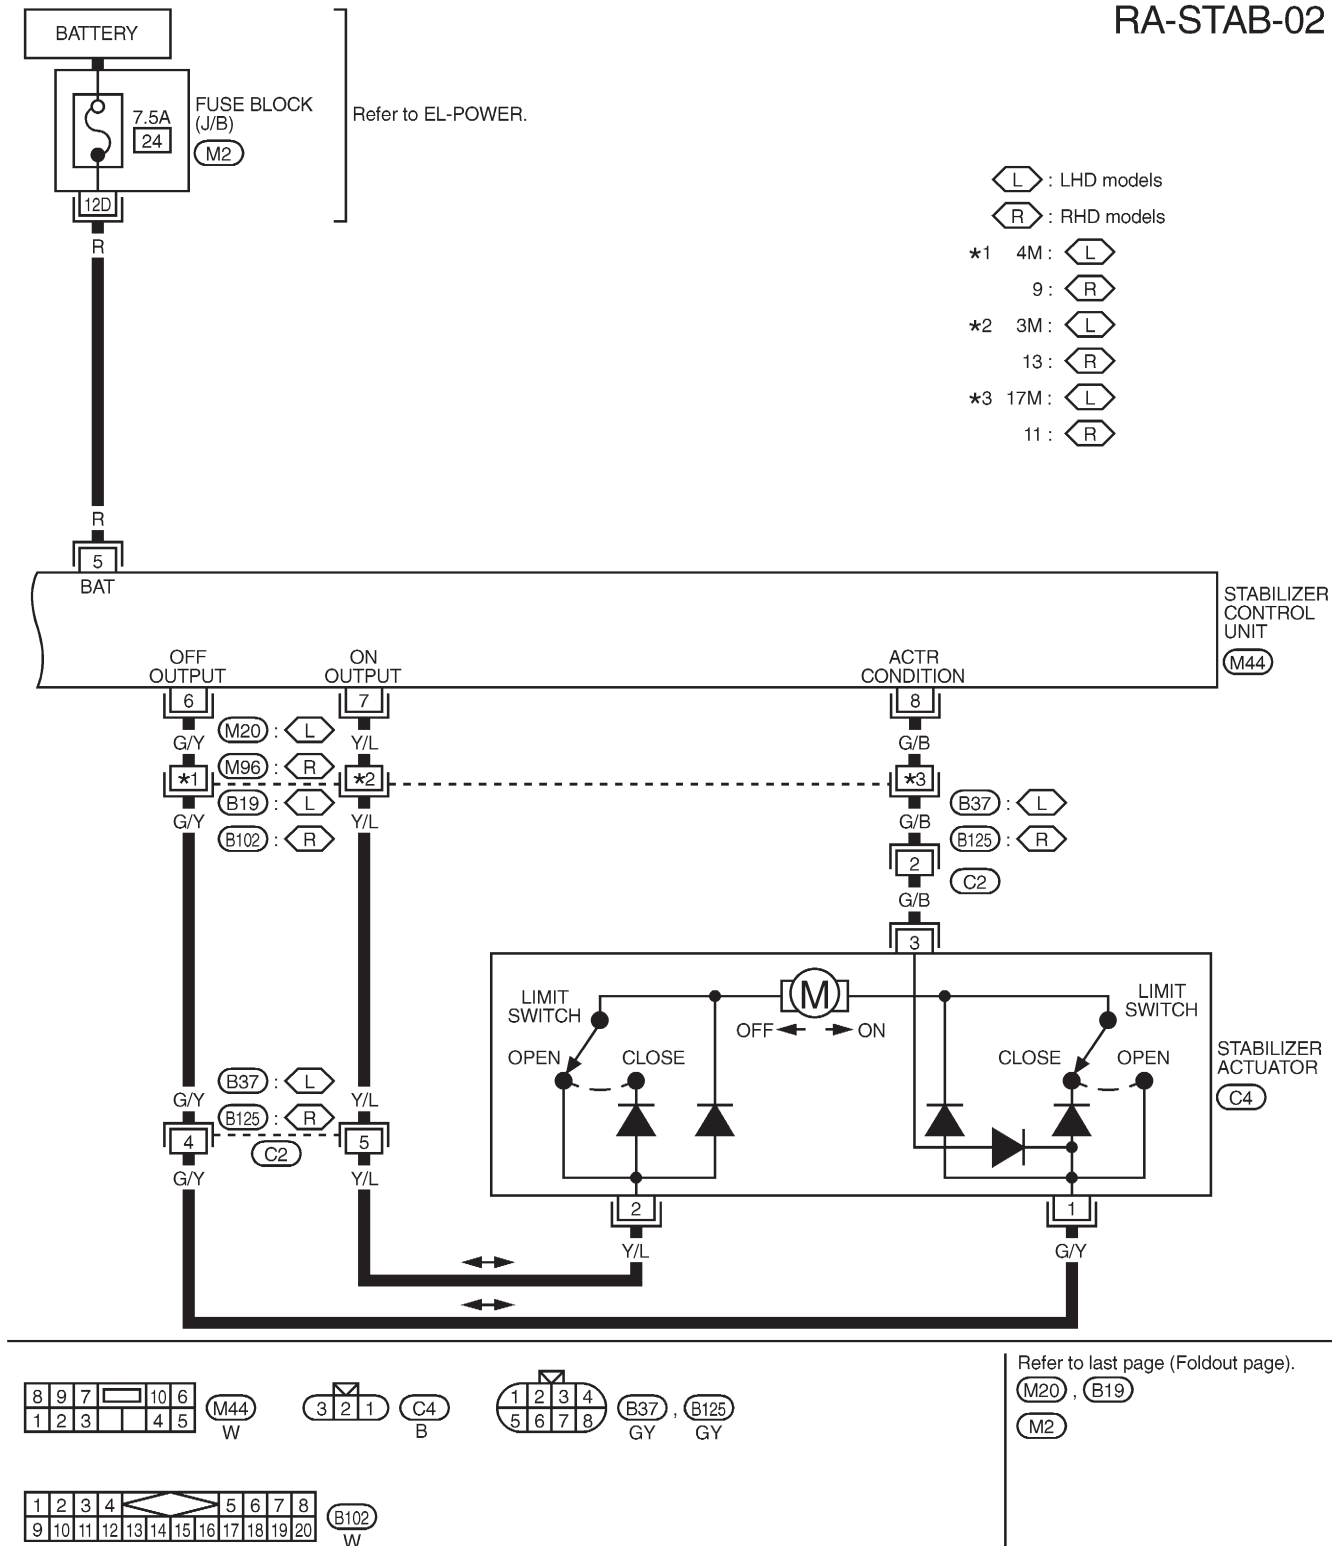 RA-STAB-02
BATTERY
FUSE BLOCK
(J/B)
7.5A
24
M2
Refer to EL-POWER.
12D
R
L : LHD models
R : RHD models
*1 4M : L
9 : R
*2 3M : L
13 : R
*3 17M : L
11 : R
R
5
BAT
STABILIZER
CONTROL
UNIT
M44
OFF
OUTPUT
ON
OUTPUT
ACTR
CONDITION
6
7
8
G/Y
M20 : L
Y/L
G/B
*1
M96 : R
*2
*3
G/Y
B19 : L
Y/L
G/B
B37 : L
B102 : R
B125 : R
2
C2
G/B
3
LIMIT
SWITCH
M
OFF
ON
LIMIT
SWITCH
OPEN
CLOSE
CLOSE
OPEN
STABILIZER
ACTUATOR
C4
G/Y
B37 : L
Y/L
B125 : R
4
C2
5
G/Y
Y/L
2
1
Y/L
G/Y
8 9 7 10 6
1 2 3 4 5
M44
W
3 2 1
C4
B
1 2 3 4
5 6 7 8
B37 , B125
GY GY
Refer to last page (Foldout page).
M20 , B19
M2
1 2 3 4 5 6 7 8
9 10 11 12 13 14 15 16 17 18 19 20
B102
W